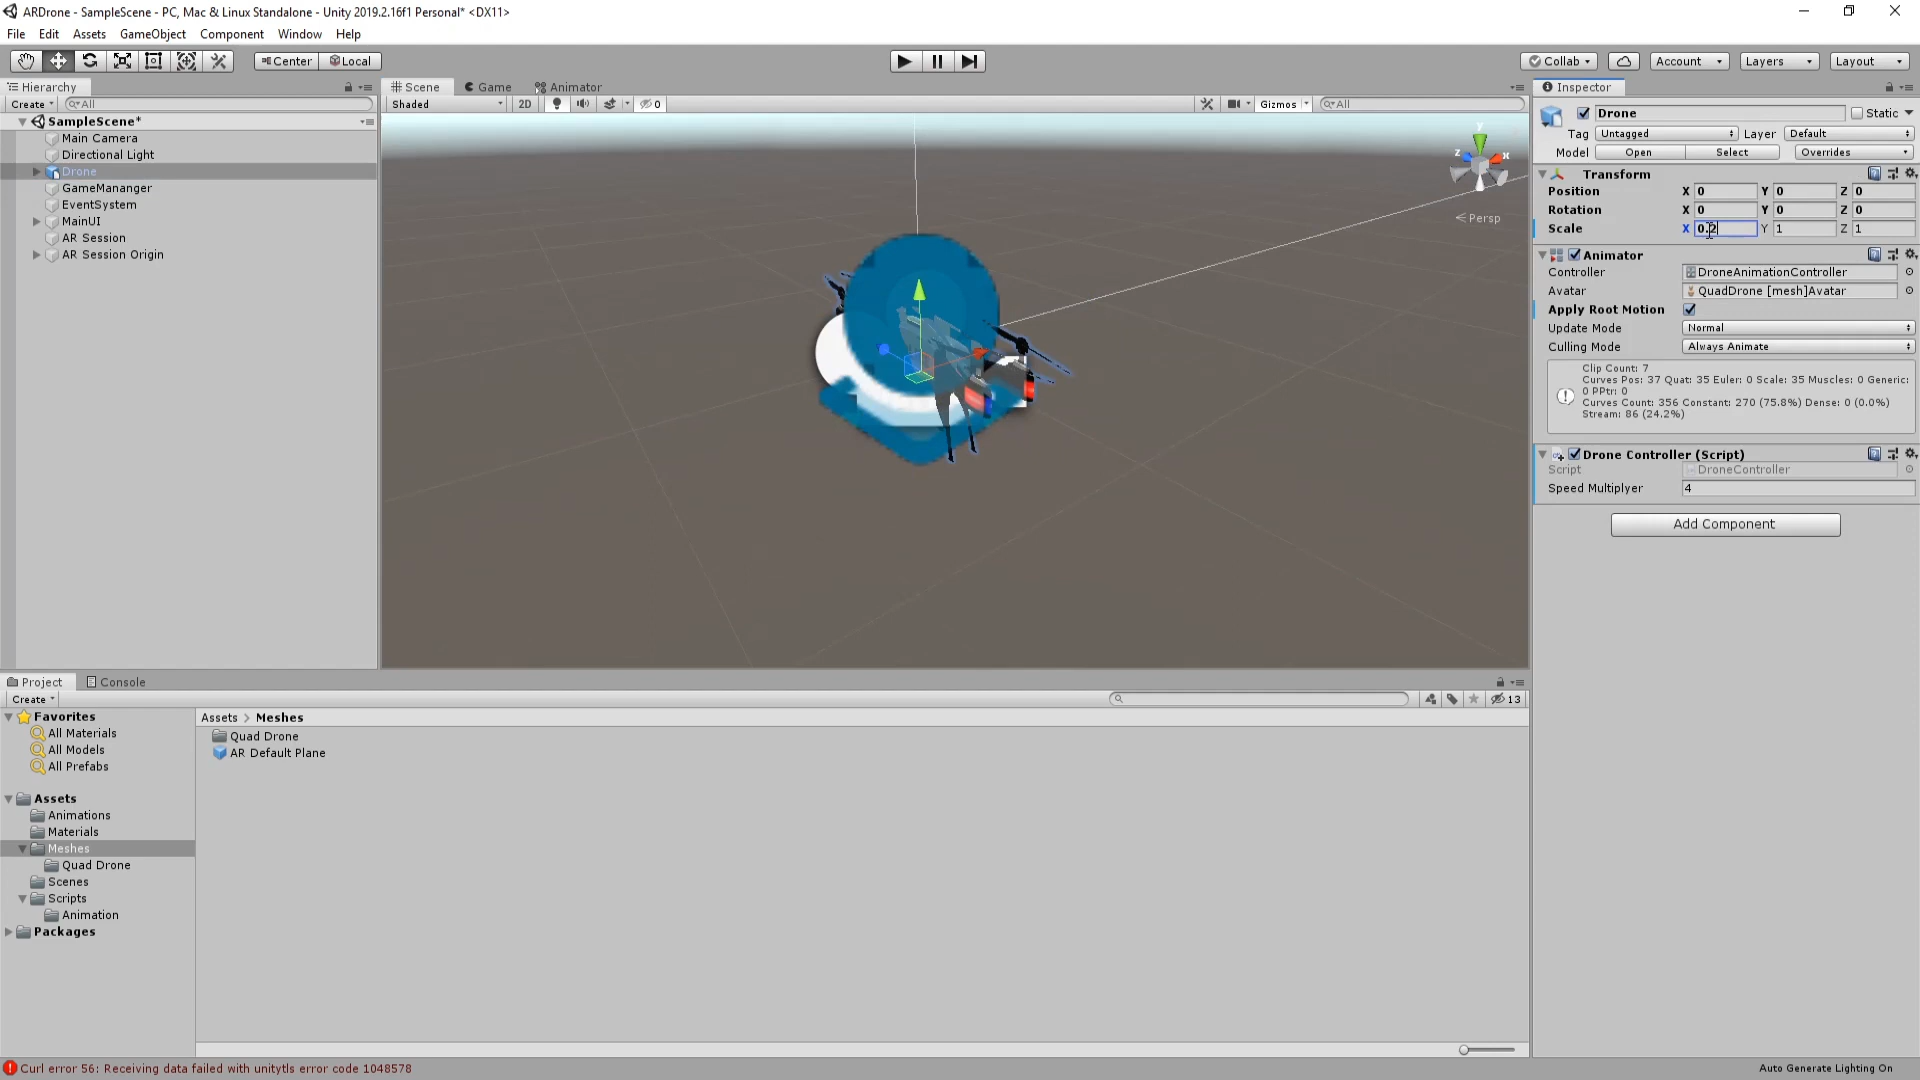 ARDrone - SampleScene - PC, Mac & Linux Standalone - Unity 2019.2.16f1 Personal* <DX11>
File Edit Assets GameObject Component Window Help
Center Local Collab Account Layers Layout
Hierarchy Scene Game Animator Inspector
Create All Shaded 2D 0 Gizmos All
SampleScene*
Main Camera
Directional Light
Drone
GameMananger
EventSystem
MainUI
AR Session
AR Session Origin
y
z x
Persp
Drone Static
Tag Untagged Layer Default
Model Open Select Overrides
Transform
Position X 0 Y 0 Z 0
Rotation X 0 Y 0 Z 0
Scale X 0.2 Y 1 Z 1
Animator
Controller DroneAnimationController
Avatar QuadDrone [mesh]Avatar
Apply Root Motion
Update Mode Normal
Culling Mode Always Animate
Clip Count: 7
Curves Pos: 37 Quat: 35 Euler: 0 Scale: 35 Muscles: 0 Generic:
0 PPtr: 0
Curves Count: 356 Constant: 270 (75.8%) Dense: 0 (0.0%)
Stream: 86 (24.2%)
Drone Controller (Script)
Script DroneController
Speed Multiplyer 4
Add Component
Project Console
Create 13
Favorites
All Materials
All Models
All Prefabs
Assets
Animations
Materials
Meshes
Quad Drone
Scenes
Scripts
Animation
Packages
Assets > Meshes
Quad Drone
AR Default Plane
Curl error 56: Receiving data failed with unitytls error code 1048578
Auto Generate Lighting On